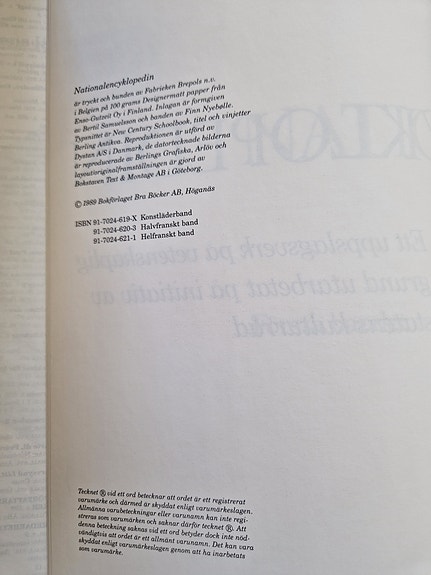 Nationalencyklopedin
är tryckt och bunden av Fabrieken Brepols n.v.
i Belgien på 100 grams Designermatt papper från
Enso-Gutzeit Oy i Finland. Inlagan är formgiven
av Bertil Samuelsson och banden av Finn Nyebølle.
Typsnittet är New Century Schoolbook, titel och vinjetter
Berling Antikva. Reproduktionen är utförd av
Dysten A/S i Danmark, de datortecknade bilderna
är reproducerade av Berlings Grafiska, Arlöv och
layoutoriginalframställningen är gjord av
Bokstaven Text & Montage AB i Göteborg.
© 1989 Bokförlaget Bra Böcker AB, Höganäs
ISBN 91-7024-619-X Konstläderband
91-7024-620-3 Halvfranskt band
91-7024-621-1 Helfranskt band
Tecknet ® vid ett ord betecknar att ordet är ett registrerat
varumärke och därmed är skyddat enligt varumärkeslagen.
Allmänna varubeteckningar eller varunamn kan inte regi-
streras som varumärken och saknar därför tecknet ®. Att
denna beteckning saknas vid ett ord betyder dock inte nöd-
vändigtvis att ordet är ett allmänt varunamn. Det kan vara
skyddat enligt varumärkeslagen genom att ha inarbetats
som varumärke.